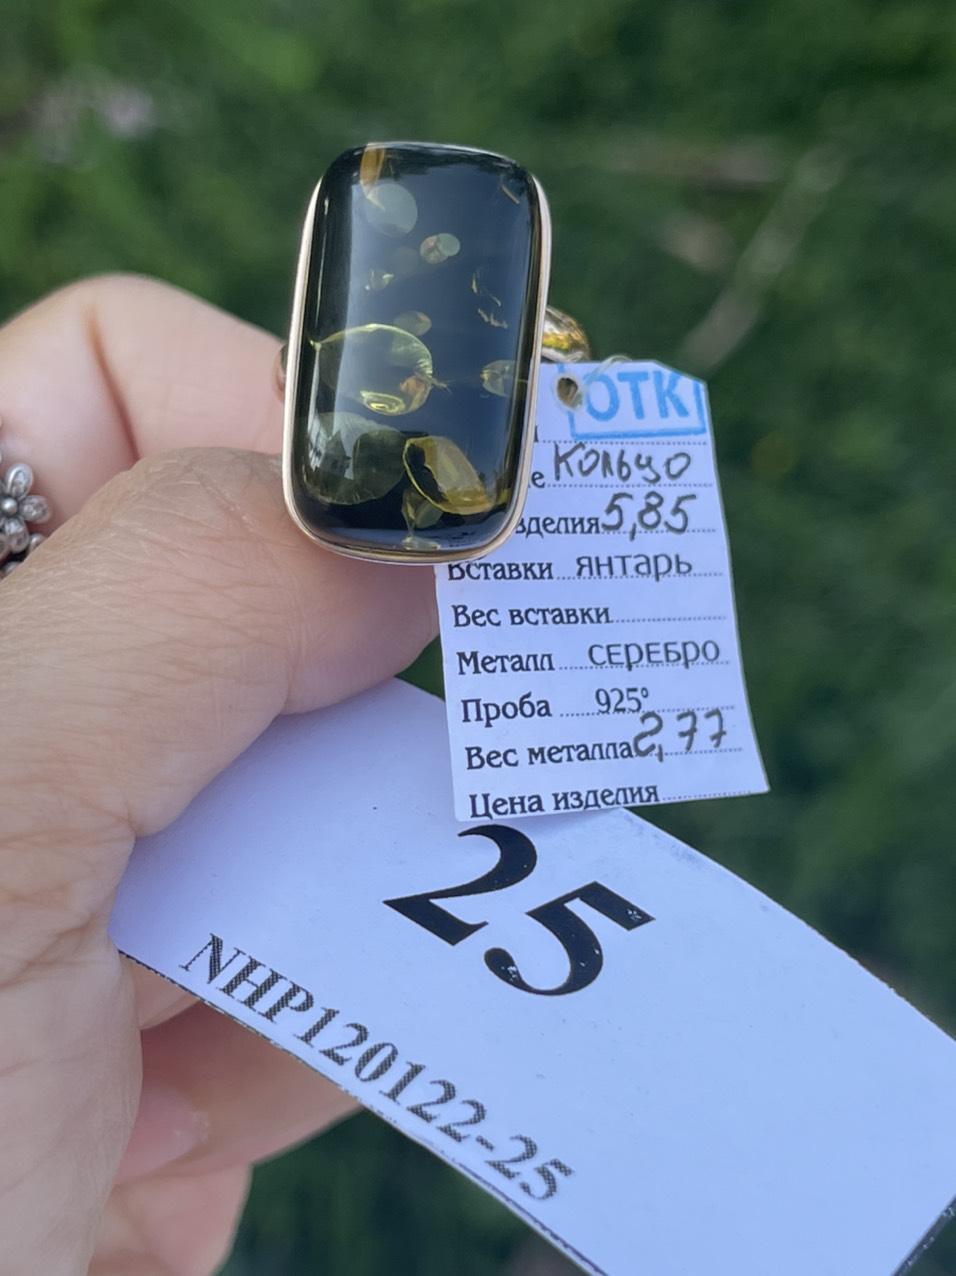 ОТК
е Кольцо
зделия 5,85
Вставки янтарь
Вес вставки
Металл СЕРЕБРО
Проба 925°
Вес металла 2,77
Цена изделия
25
NHP120122-25